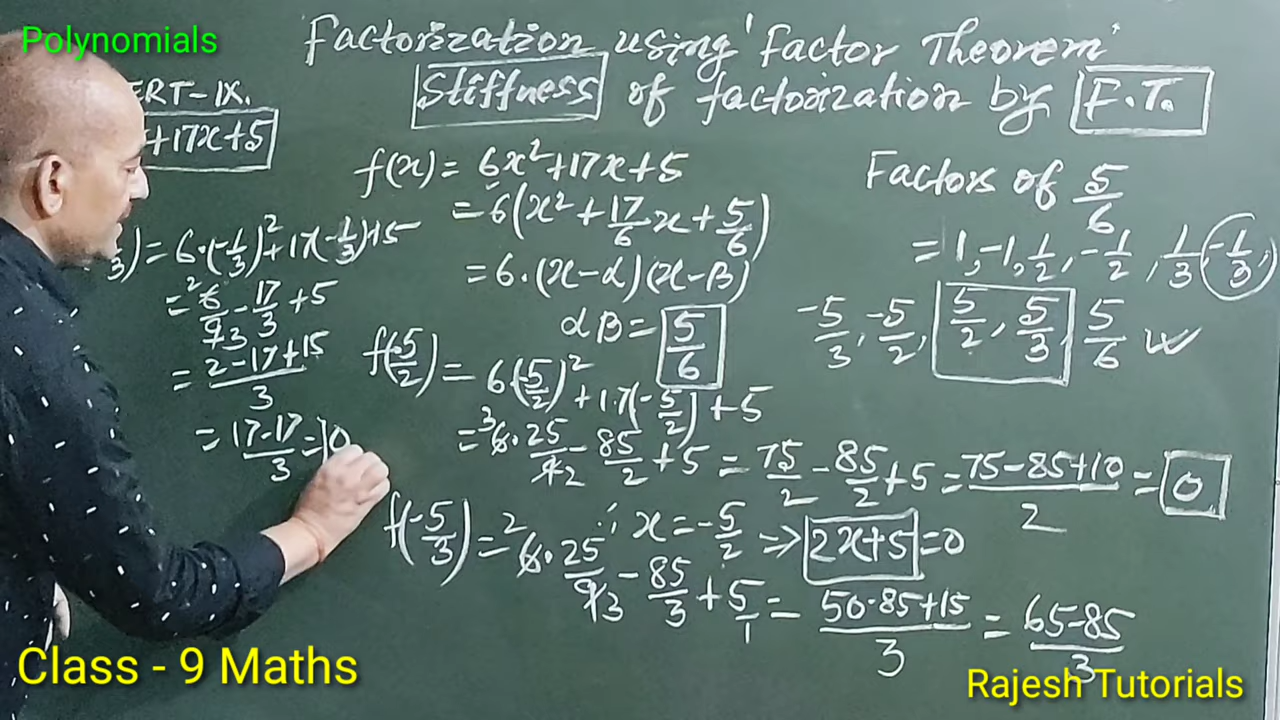 Polynomials
Factorization using 'Factor Theorem'
Stiffness of factorization by F.T.
ERT-IX.
+17x+5
f(x) = 6x²+17x+5
= 6(x² + 17/6 x + 5/6)
= 6.(x-α)(x-β)
αβ = 5/6
Factors of 5/6
= 1, -1, 1/2, -1/2, 1/3, -1/3,
-5/3, -5/2, 5/2, 5/3, 5/6
3) = 6.(-1/3)² + 17(-1/3)+5
= ²6/93 - 17/3 + 5
= 2-17+15/3
= 17-17/3 = 0
f(-5/2) = 6(-5/2)² + 17(-5/2) + 5
= ³6.25/42 - 85/2 + 5 = 75/2 - 85/2 + 5 = 75-85+10/2 = 0
∴ x = -5/2 ⇒ 2x+5 = 0
f(-5/3) = ²6.25/93 - 85/3 + 5/1 = 50-85+15/3 = 65-85/3
Class - 9 Maths
Rajesh Tutorials